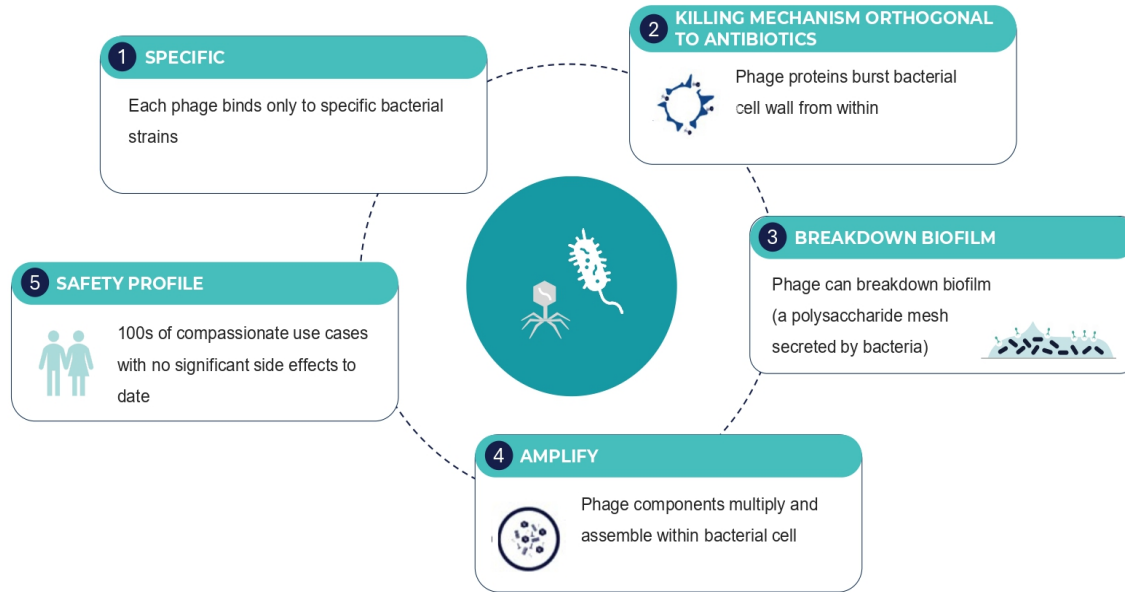 1 SPECIFIC
Each phage binds only to specific bacterial
strains
2 KILLING MECHANISM ORTHOGONAL
TO ANTIBIOTICS
Phage proteins burst bacterial
cell wall from within
3 BREAKDOWN BIOFILM
Phage can breakdown biofilm
(a polysaccharide mesh
secreted by bacteria)
4 AMPLIFY
Phage components multiply and
assemble within bacterial cell
5 SAFETY PROFILE
100s of compassionate use cases
with no significant side effects to
date